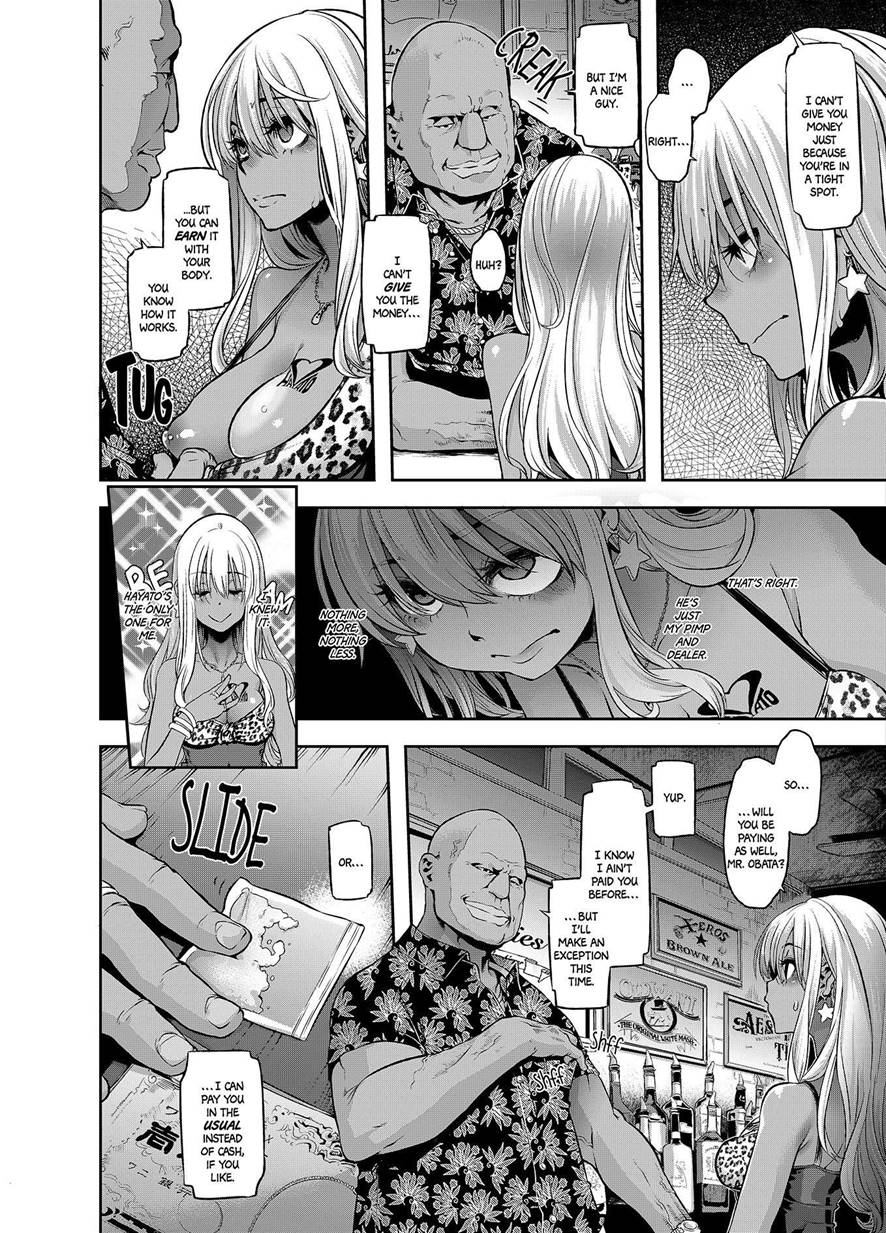 I CAN'T
GIVE YOU
MONEY
JUST
BECAUSE
YOU'RE IN
A TIGHT
SPOT.
...
RIGHT...
BUT I'M
A NICE
GUY.
CREAK
HUH?
I
CAN'T
GIVE
YOU THE
MONEY...
...BUT
YOU CAN
EARN IT
WITH
YOUR
BODY.
YOU
KNOW
HOW IT
WORKS.
TUG
THAT'S RIGHT.
HE'S
JUST
MY PIMP
AND
DEALER.
NOTHING
MORE,
NOTHING
LESS.
I
KNEW
IT.
HAYATO'S
THE ONLY
ONE FOR
ME.
SO...
...WILL
YOU BE
PAYING
AS WELL,
MR. OBATA?
YUP.
I KNOW
I AIN'T
PAID YOU
BEFORE...
...BUT
I'LL
MAKE AN
EXCEPTION
THIS
TIME.
X-EROS
BROWN ALE
THE ORIGINAL WHITE MASH
Shff
Shff
OR...
SLIDE
...I CAN
PAY YOU
IN THE
USUAL
INSTEAD
OF CASH,
IF YOU
LIKE.